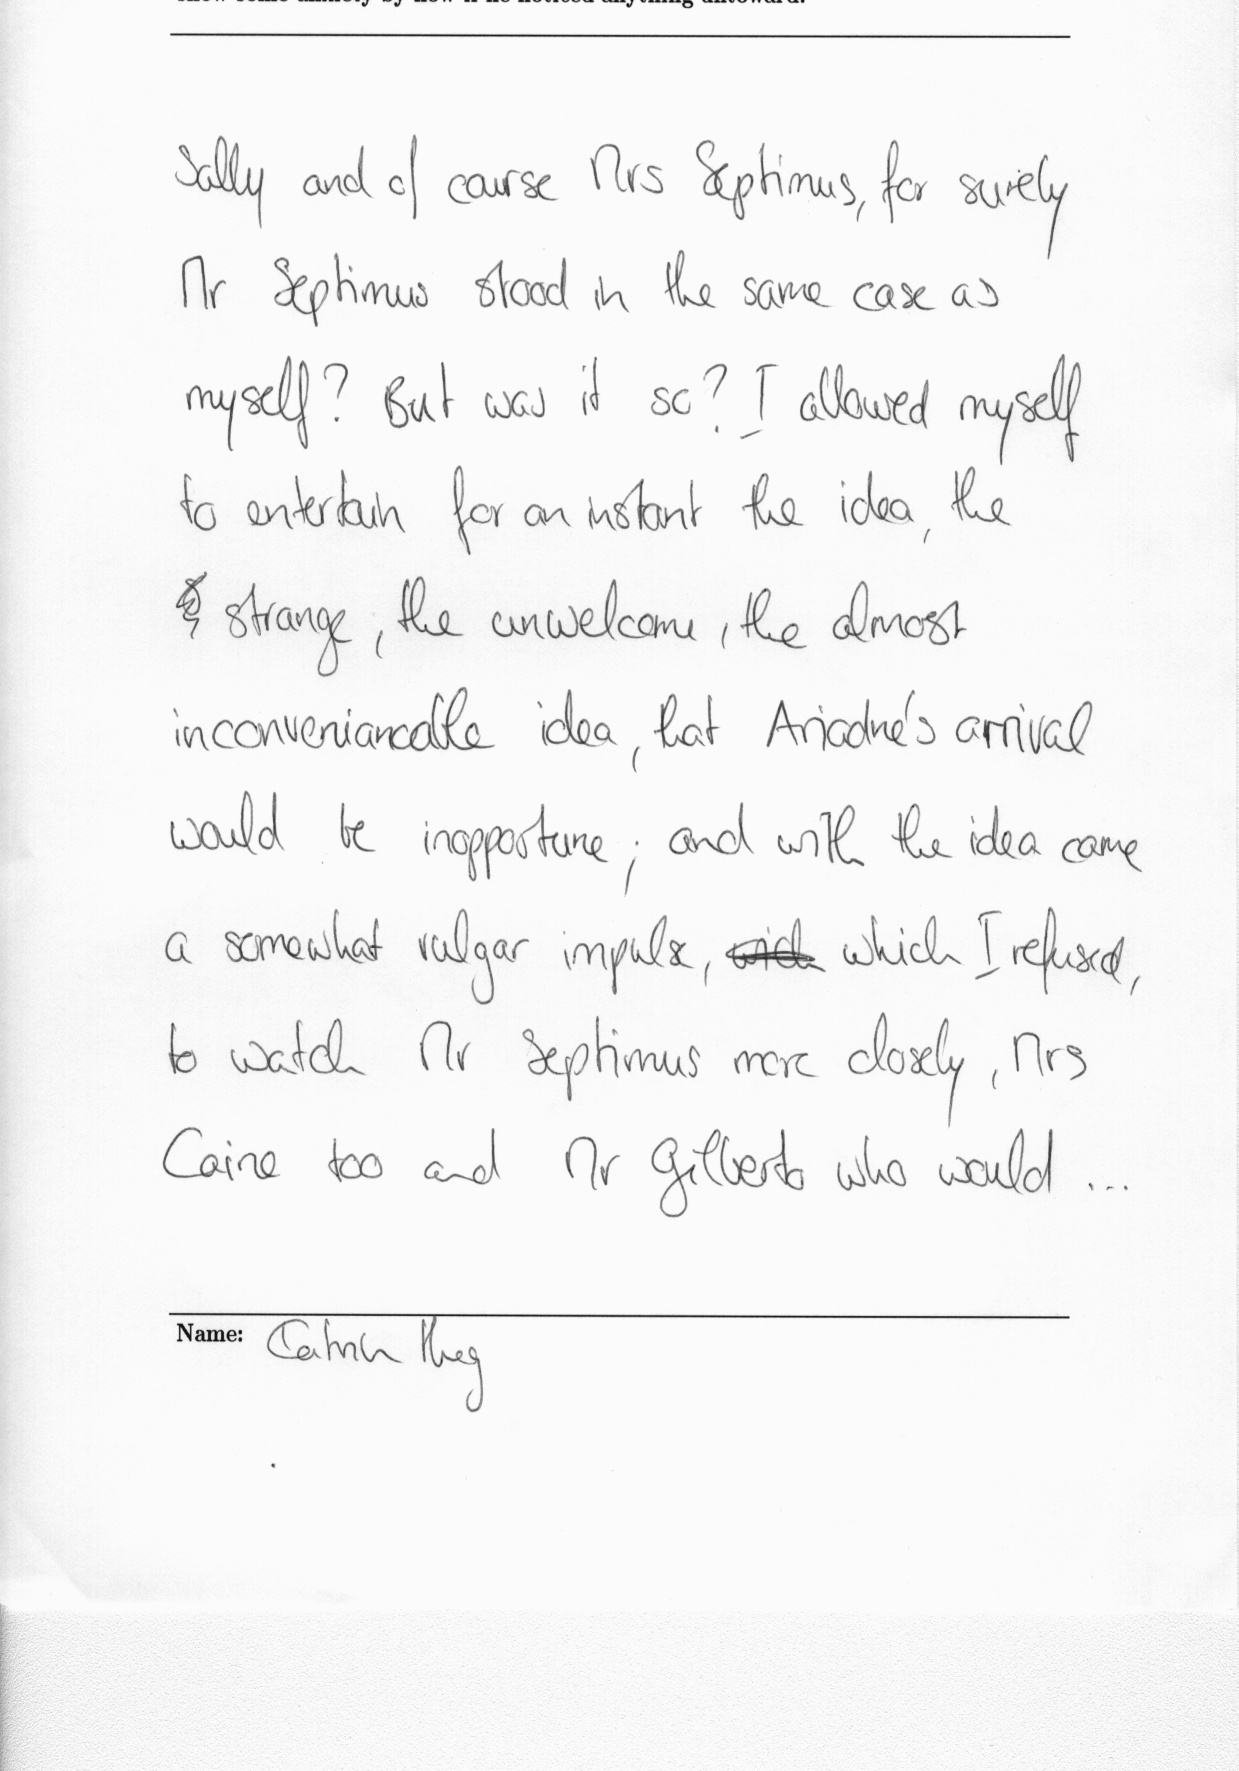 Sally and of course Mrs Septimus, for surely
Mr Septimus stood in the same case as
myself? But was it so? I allowed myself
to entertain for an instant the idea, the
strange, the unwelcome, the almost
inconveniancable idea, that Ariadne's arrival
would be inopportune; and with the idea came
a somewhat vulgar impulse, which I refused,
to watch Mr Septimus more closely, Mrs
Caine too and Mr Gilberto who would ...
Name: